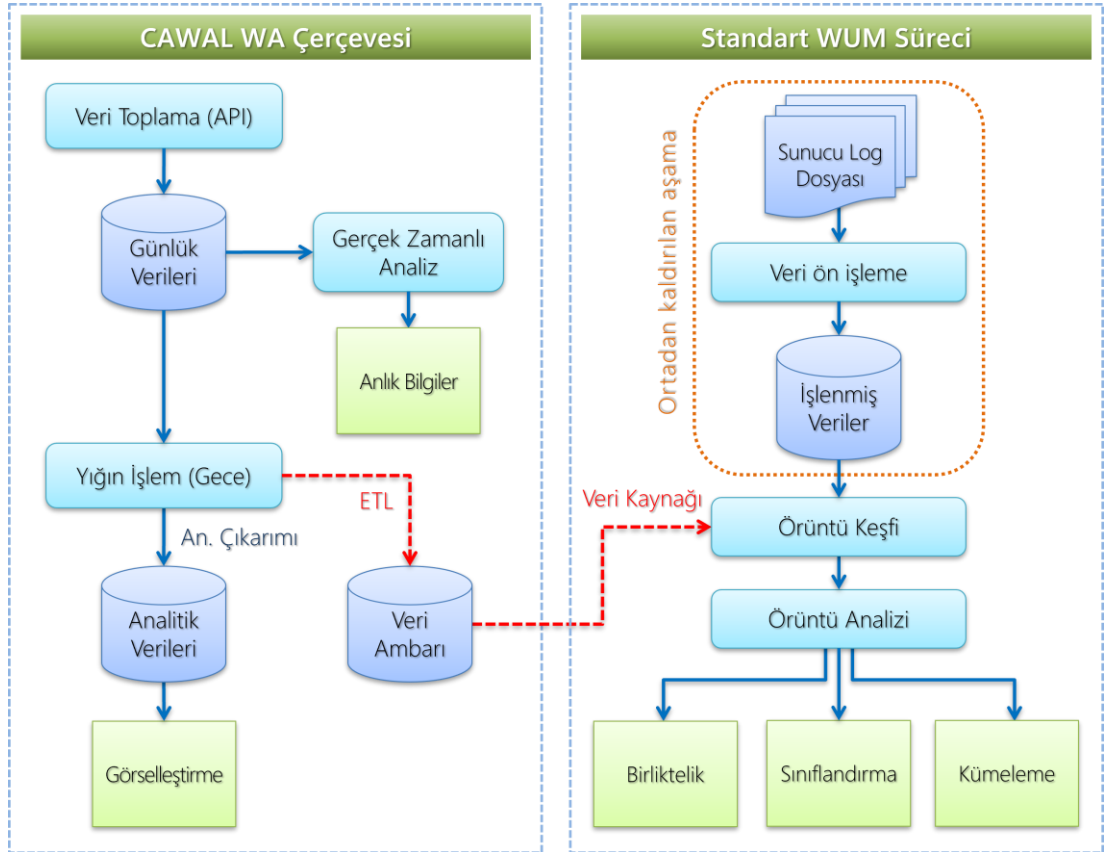 CAWAL WA Çerçevesi
Veri Toplama (API)
Günlük
Verileri
Gerçek Zamanlı
Analiz
Anlık Bilgiler
Yığın İşlem (Gece)
ETL
An. Çıkarımı
Analitik
Verileri
Veri
Ambarı
Görselleştirme
Standart WUM Süreci
Ortadan kaldırılan aşama
Sunucu Log
Dosyası
Veri ön işleme
İşlenmiş
Veriler
Veri Kaynağı
Örüntü Keşfi
Örüntü Analizi
Birliktelik
Sınıflandırma
Kümeleme